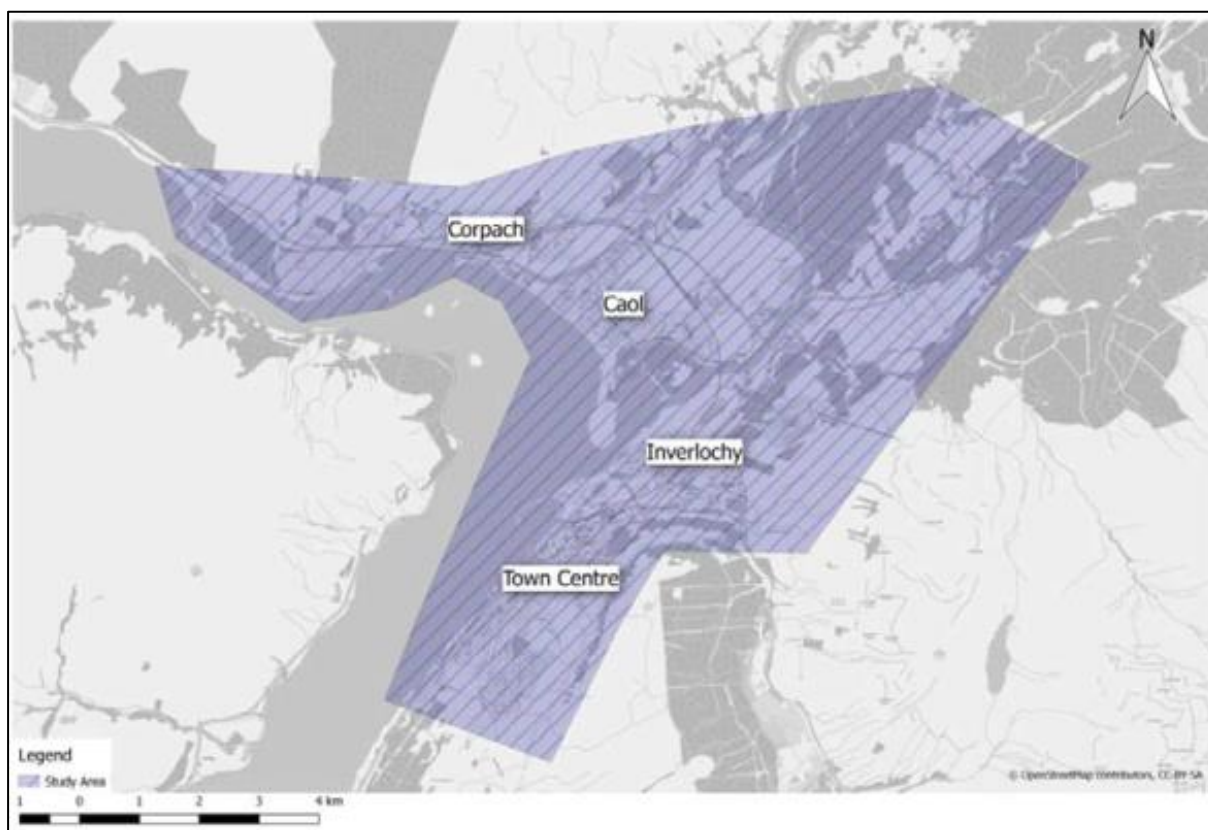 N
Corpach
Caol
Inverlochy
Town Centre
Legend
Study Area
© OpenStreetMap contributors, CC-BY-SA
1 0 1 2 3 4 km